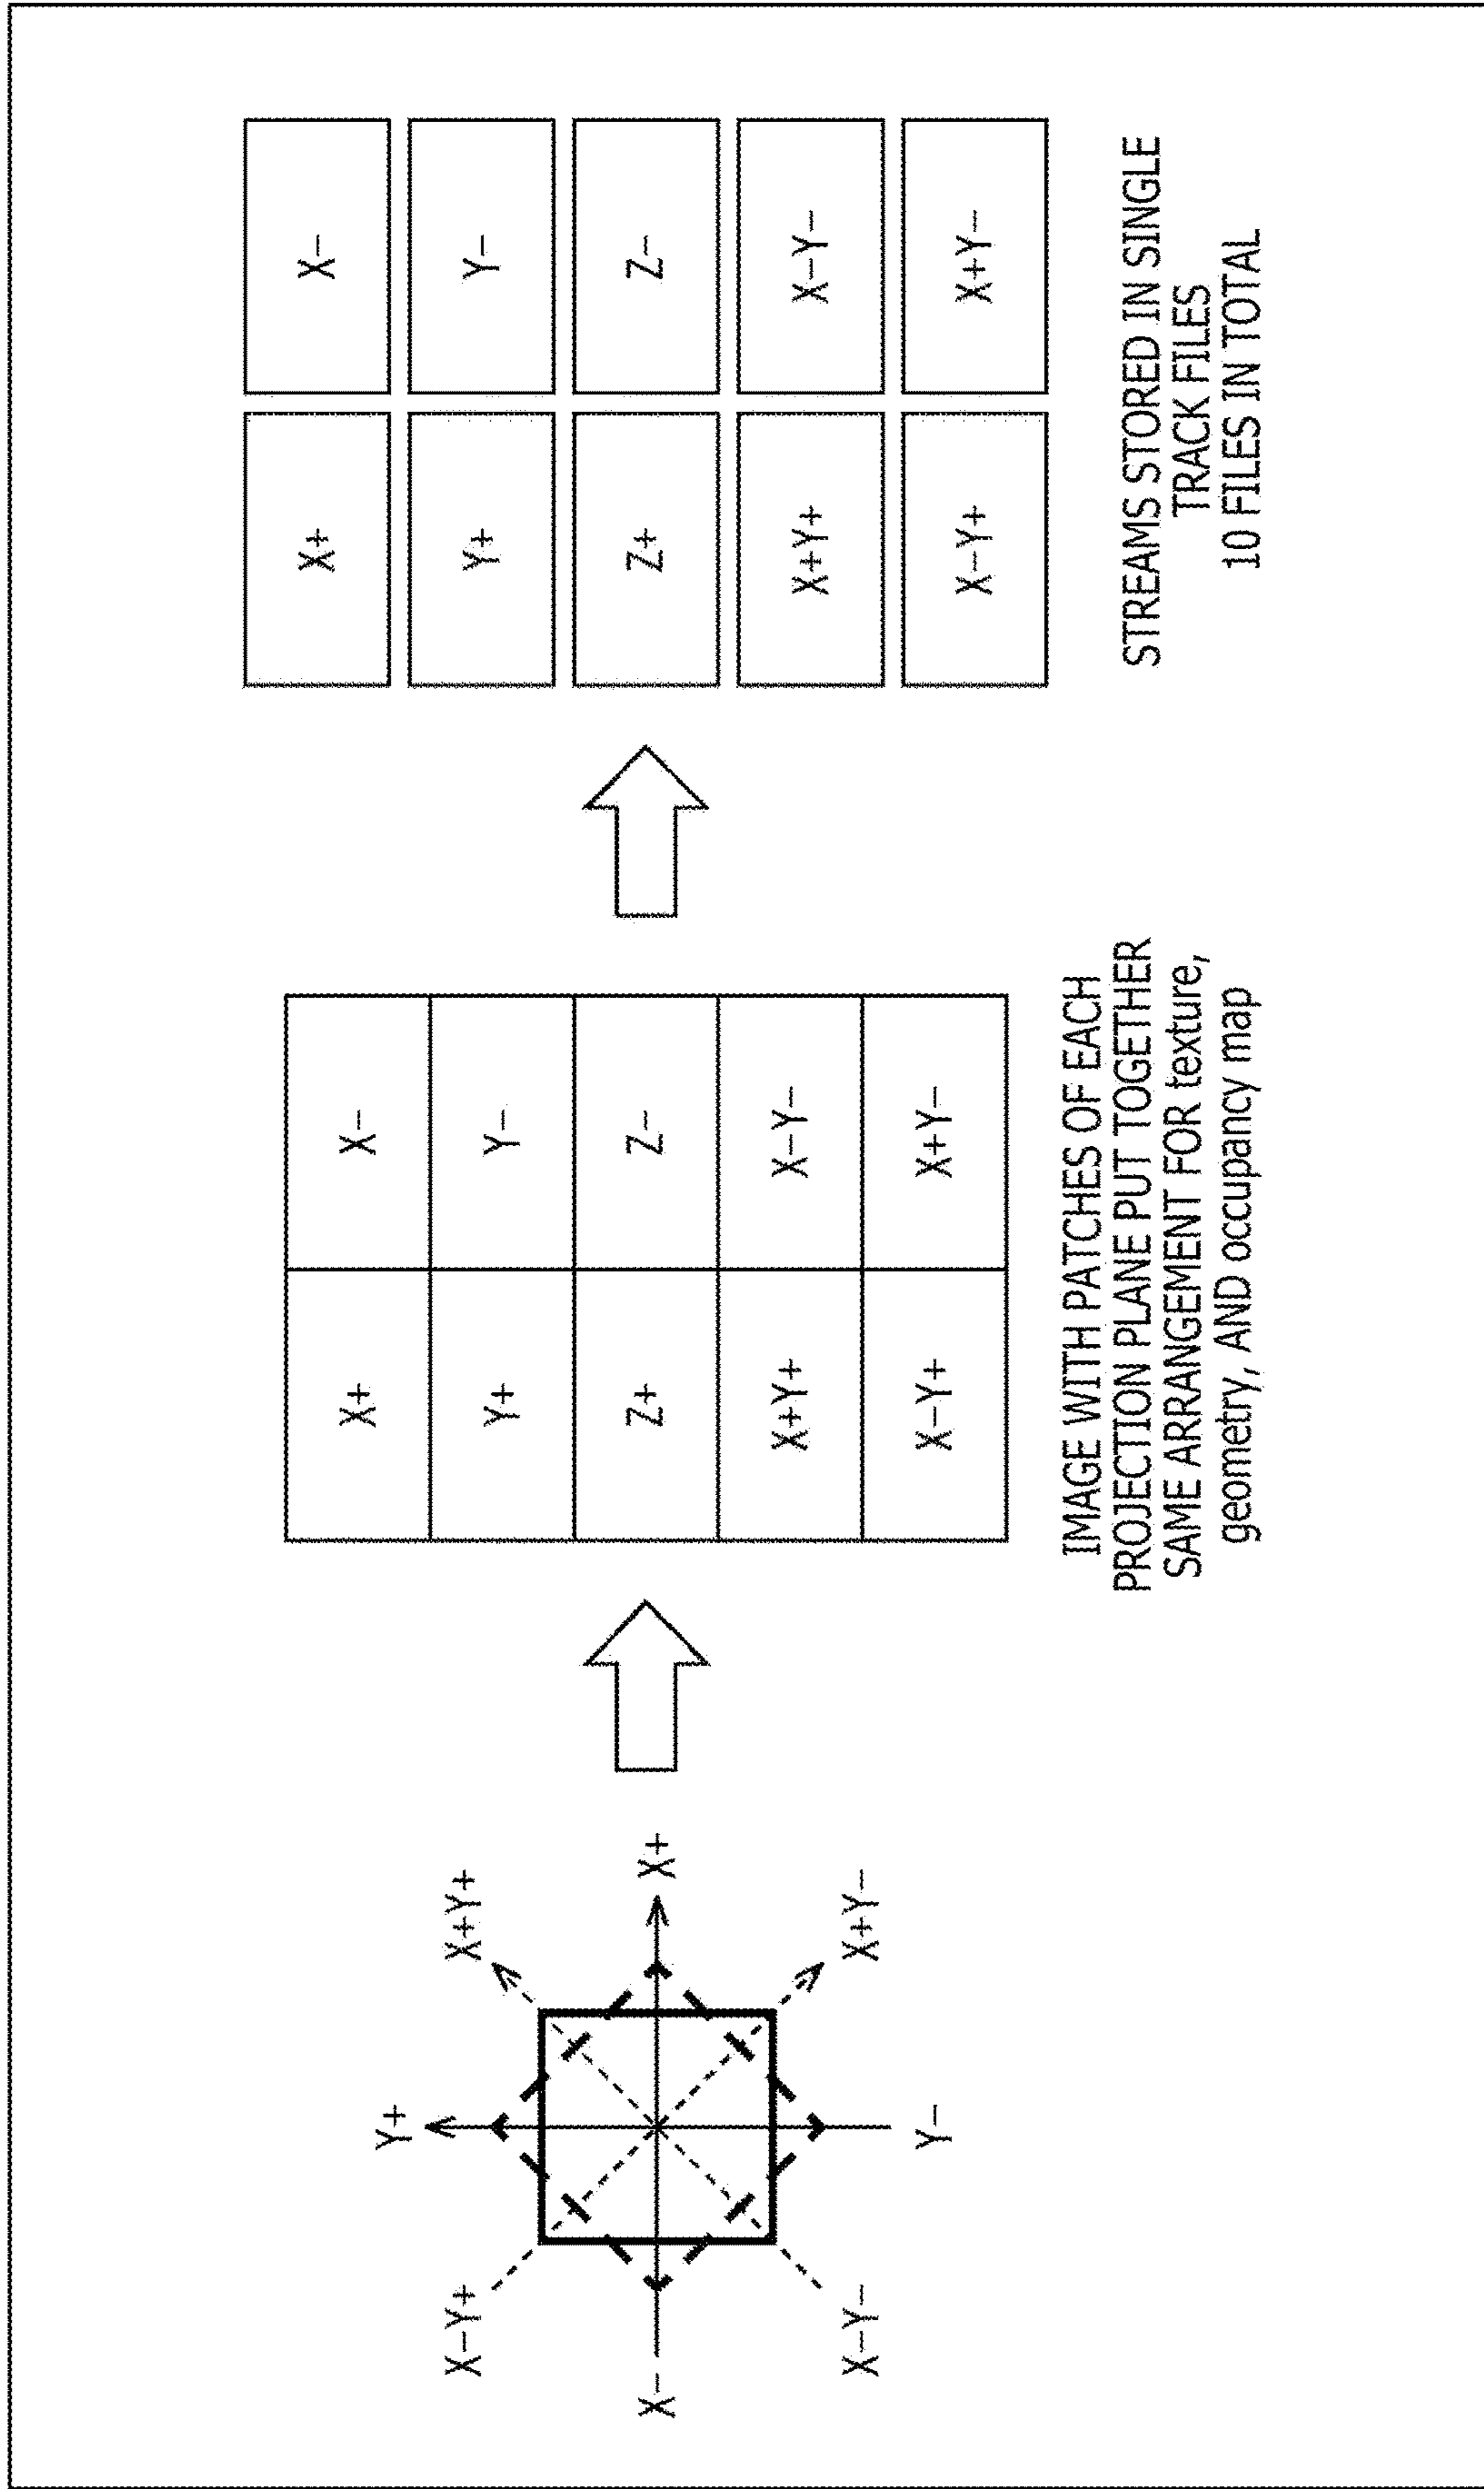 Y+
X-Y+
X+Y+
X-
X+
X-Y-
X+Y-
Y-
X+
X-
Y+
Y-
Z+
Z-
X+Y+
X-Y-
X-Y+
X+Y-
IMAGE WITH PATCHES OF EACH
PROJECTION PLANE PUT TOGETHER
SAME ARRANGEMENT FOR texture,
geometry, AND occupancy map
X+
X-
Y+
Y-
Z+
Z-
X+Y+
X-Y-
X-Y+
X+Y-
STREAMS STORED IN SINGLE
TRACK FILES
10 FILES IN TOTAL